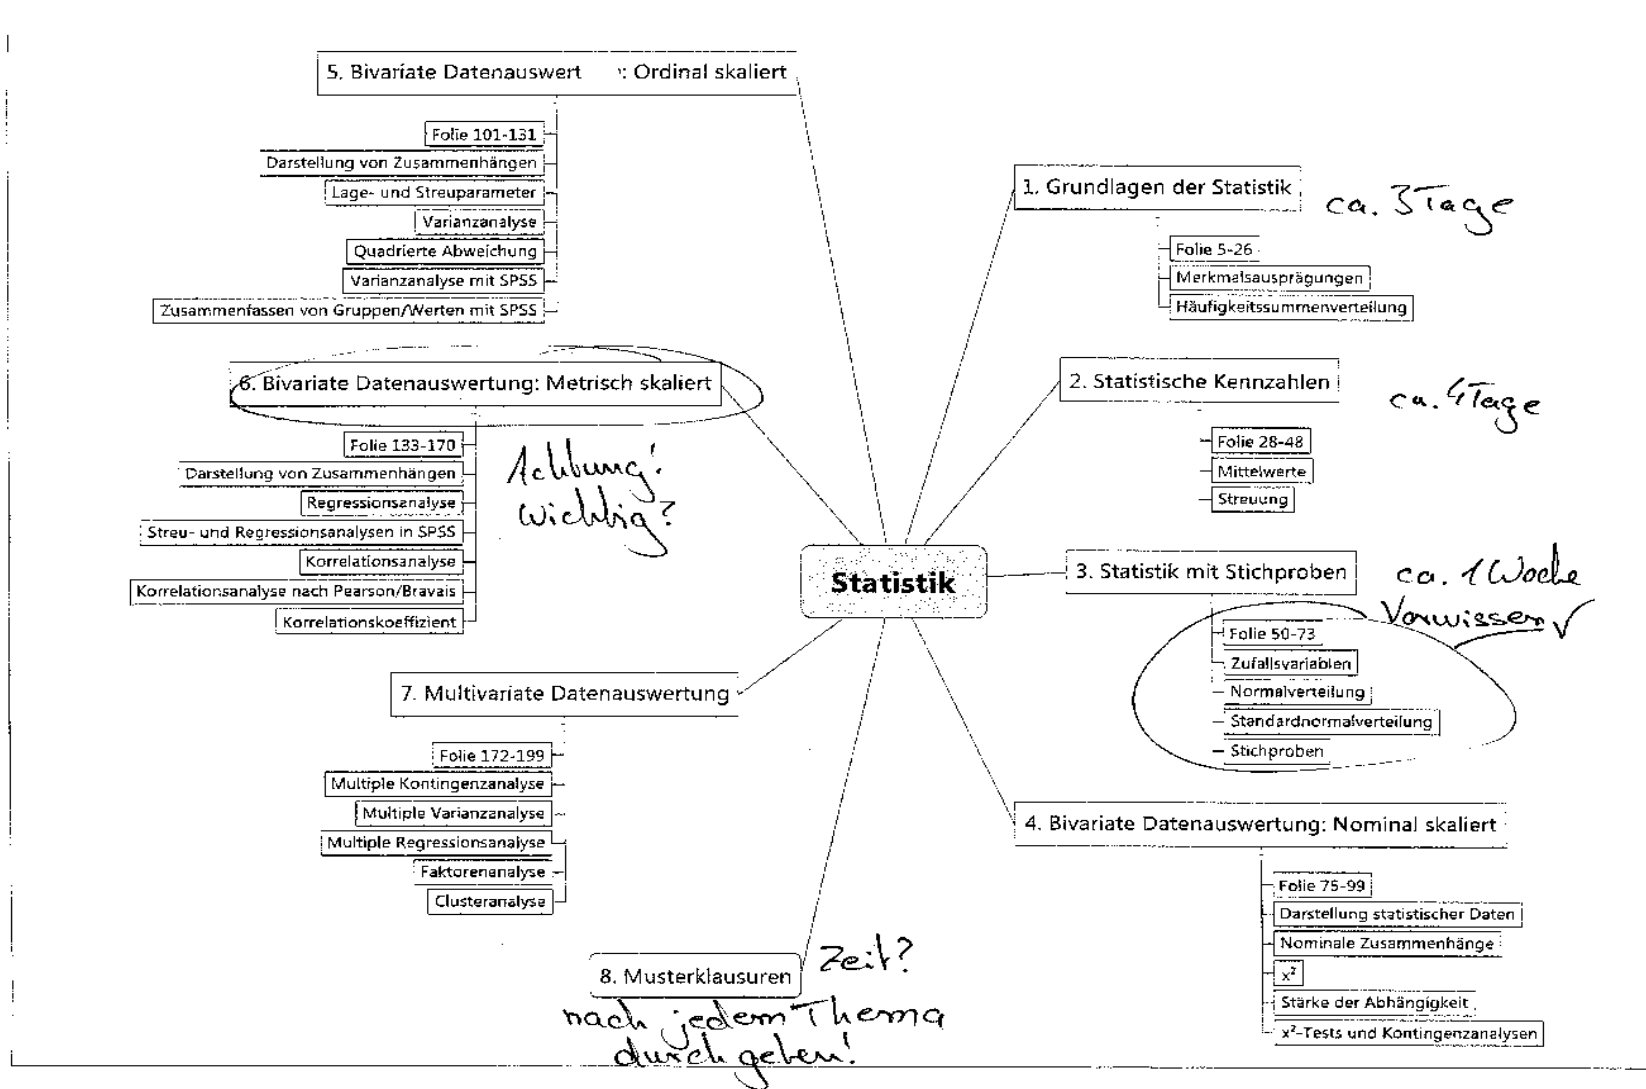 5. Bivariate Datenauswert : Ordinal skaliert
Folie 101-131
Darstellung von Zusammenhängen
Lage- und Streuparameter
Varianzanalyse
Quadrierte Abweichung
Varianzanalyse mit SPSS
Zusammenfassen von Gruppen/Werten mit SPSS
6. Bivariate Datenauswertung: Metrisch skaliert
Folie 133-170
Darstellung von Zusammenhängen
Regressionsanalyse
Streu- und Regressionsanalysen in SPSS
Korrelationsanalyse
Korrelationsanalyse nach Pearson/Bravais
Korrelationskoeffizient
Achtung!
Wichtig?
7. Multivariate Datenauswertung
Folie 172-199
Multiple Kontingenzanalyse
Multiple Varianzanalyse
Multiple Regressionsanalyse
Faktorenanalyse
Clusteranalyse
8. Musterklausuren
Zeit?
nach jedem Thema
durchgehen!
Statistik
1. Grundlagen der Statistik
ca. 3 Tage
Folie 5-26
Merkmalsausprägungen
Häufigkeitssummenverteilung
2. Statistische Kennzahlen
ca. 4 Tage
Folie 28-48
Mittelwerte
Streuung
3. Statistik mit Stichproben
ca. 1 Woche
Vorwissen ✓
Folie 50-73
Zufallsvariablen
Normalverteilung
Standardnormalverteilung
Stichproben
4. Bivariate Datenauswertung: Nominal skaliert
Folie 75-99
Darstellung statistischer Daten
Nominale Zusammenhänge
x²
Stärke der Abhängigkeit
x²-Tests und Kontingenzanalysen